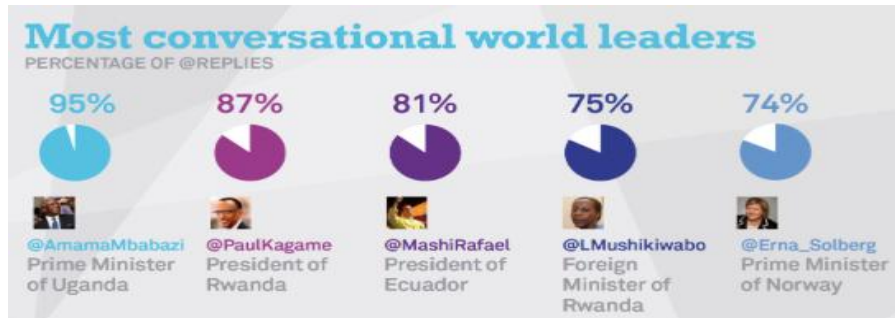 Most conversational world leaders
PERCENTAGE OF @REPLIES
95%
87%
81%
75%
74%
@AmamaMbabazi
Prime Minister
of Uganda
@PaulKagame
President of
Rwanda
@MashiRafael
President of
Ecuador
@LMushikiwabo
Foreign
Minister of
Rwanda
@Erna_Solberg
Prime Minister
of Norway